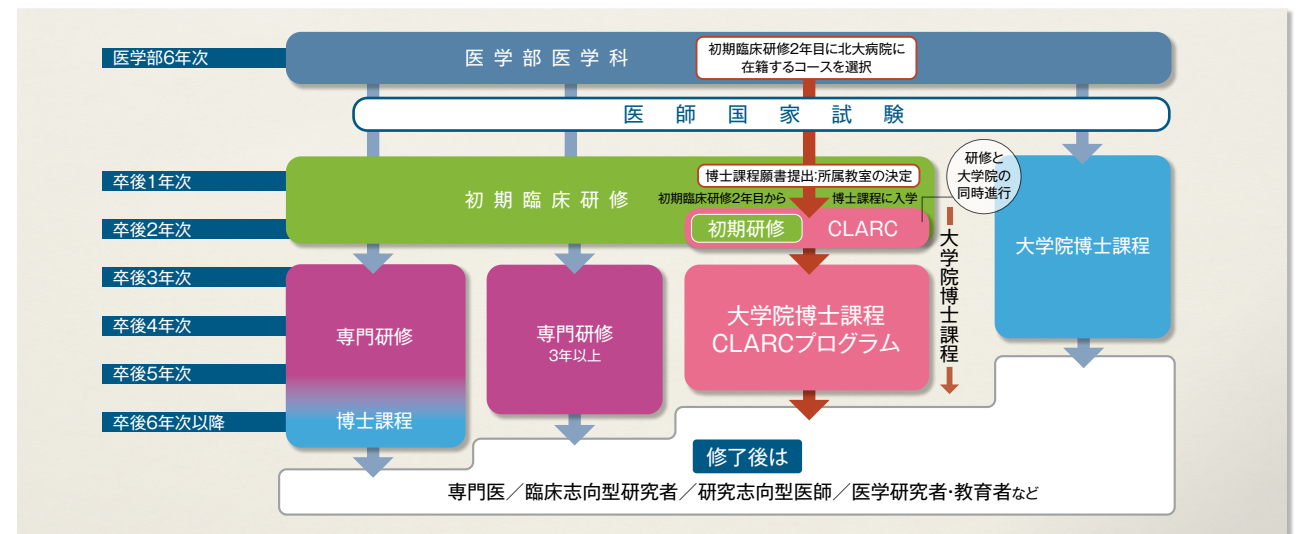 医学部6年次
医学部医学科
初期臨床研修2年目に北大病院に
在籍するコースを選択
医師国家試験
卒後1年次
卒後2年次
卒後3年次
卒後4年次
卒後5年次
卒後6年次以降
初期臨床研修
博士課程願書提出:所属教室の決定
初期臨床研修2年目から
博士課程に入学
初期研修
CLARC
研修と
大学院の
同時進行
大学院博士課程
大学院博士課程
専門研修
博士課程
専門研修
3年以上
大学院博士課程
CLARCプログラム
修了後は
専門医／臨床志向型研究者／研究志向型医師／医学研究者・教育者など